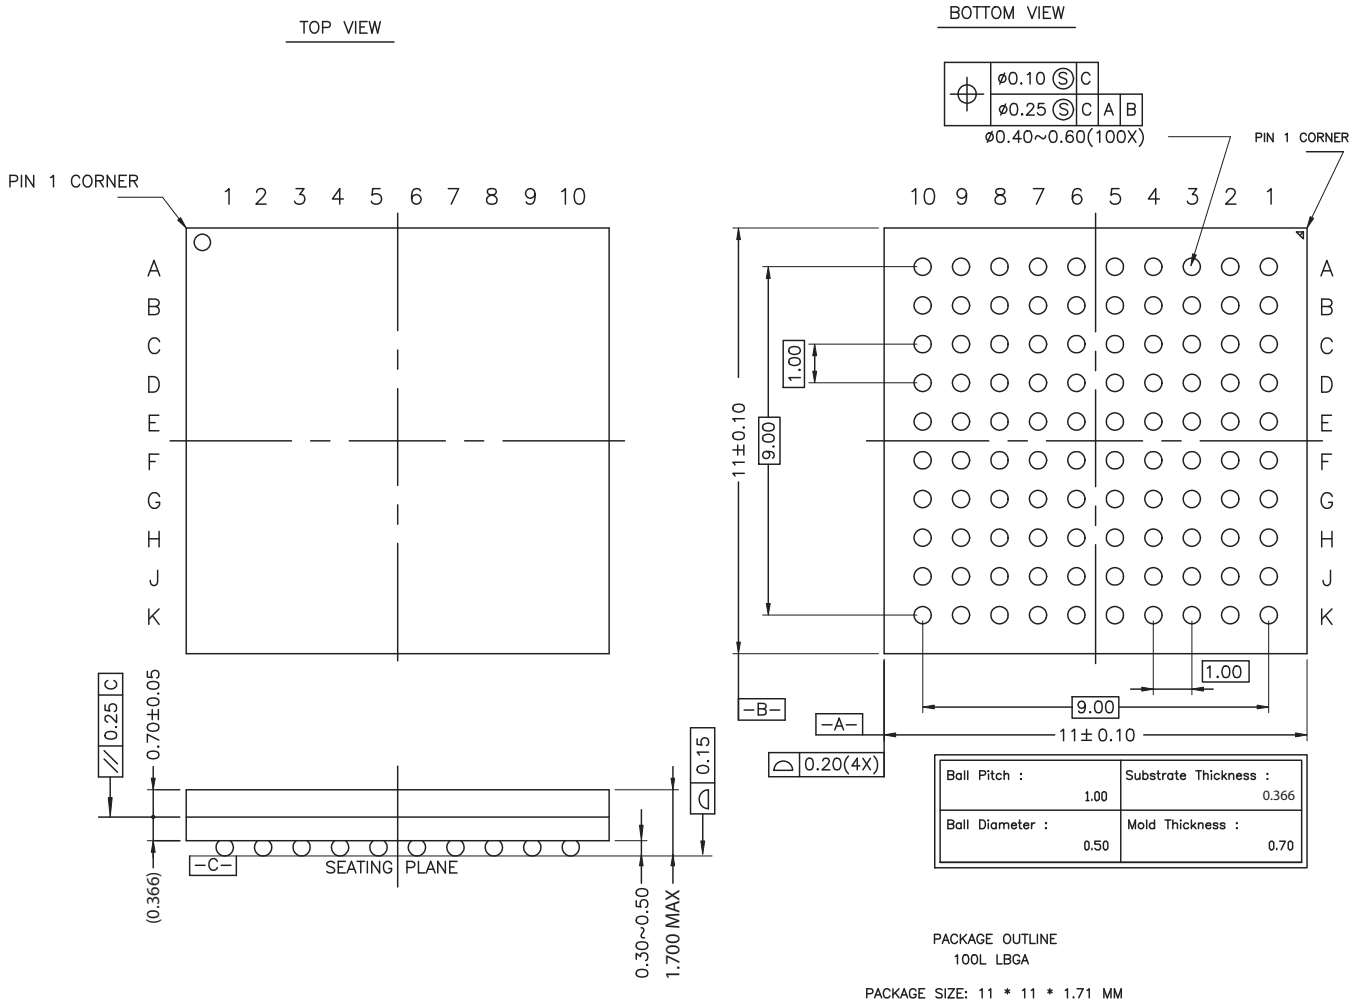 TOP VIEW
BOTTOM VIEW
ø0.10 Ⓢ C
ø0.25 Ⓢ C A B
ø0.40~0.60(100X)
PIN 1 CORNER
PIN 1 CORNER
1 2 3 4 5 6 7 8 9 10
10 9 8 7 6 5 4 3 2 1
A
B
C
D
E
F
G
H
J
K
A
B
C
D
E
F
G
H
J
K
1.00
9.00
11±0.10
1.00
9.00
11±0.10
-B-
-A-
0.20(4X)
// 0.25 C
0.70±0.05
(0.366)
0.15
-C-
SEATING PLANE
0.30~0.50
1.700 MAX
Ball Pitch :
1.00
Substrate Thickness :
0.366
Ball Diameter :
0.50
Mold Thickness :
0.70
PACKAGE OUTLINE
100L LBGA
PACKAGE SIZE: 11 * 11 * 1.71 MM